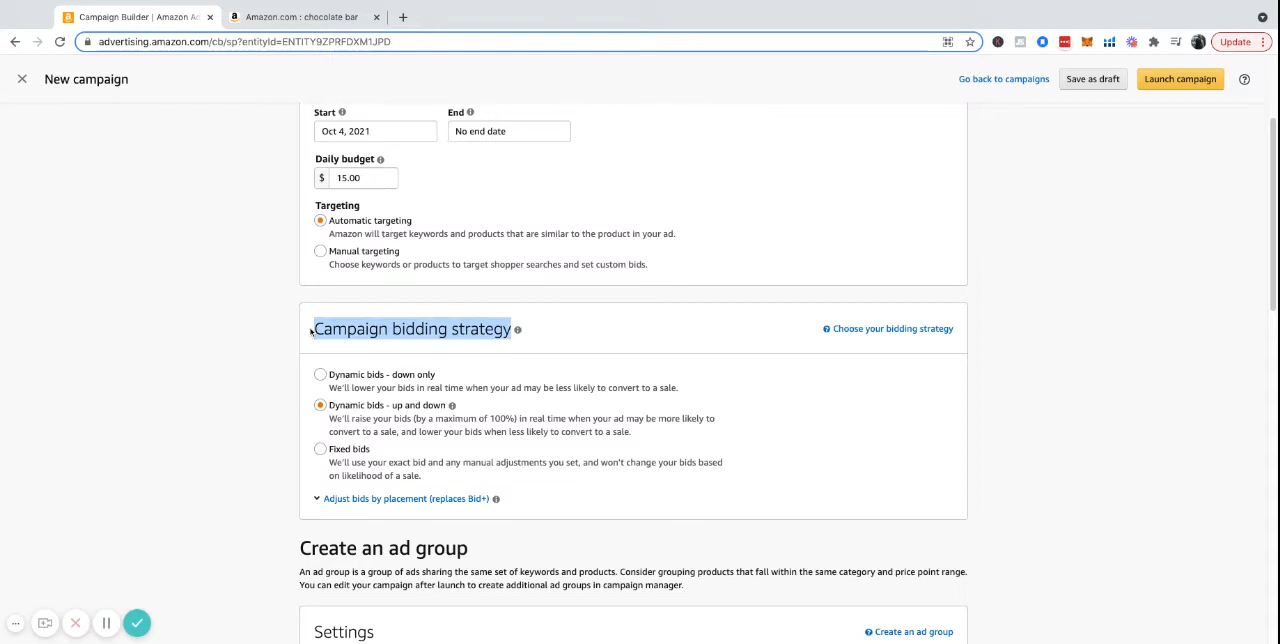 Campaign Builder | Amazon Ad
Amazon.com : chocolate bar
advertising.amazon.com/cb/sp?entityId=ENTITY9ZPRFDXM1JPD
Update
New campaign
Go back to campaigns
Save as draft
Launch campaign
Start
End
Oct 4, 2021
No end date
Daily budget
$ 15.00
Targeting
Automatic targeting
Amazon will target keywords and products that are similar to the product in your ad.
Manual targeting
Choose keywords or products to target shopper searches and set custom bids.
Campaign bidding strategy
Choose your bidding strategy
Dynamic bids - down only
We'll lower your bids in real time when your ad may be less likely to convert to a sale.
Dynamic bids - up and down
We'll raise your bids (by a maximum of 100%) in real time when your ad may be more likely to
convert to a sale, and lower your bids when less likely to convert to a sale.
Fixed bids
We'll use your exact bid and any manual adjustments you set, and won't change your bids based
on likelihood of a sale.
Adjust bids by placement (replaces Bid+)
Create an ad group
An ad group is a group of ads sharing the same set of keywords and products. Consider grouping products that fall within the same category and price point range.
You can edit your campaign after launch to create additional ad groups in campaign manager.
Settings
Create an ad group